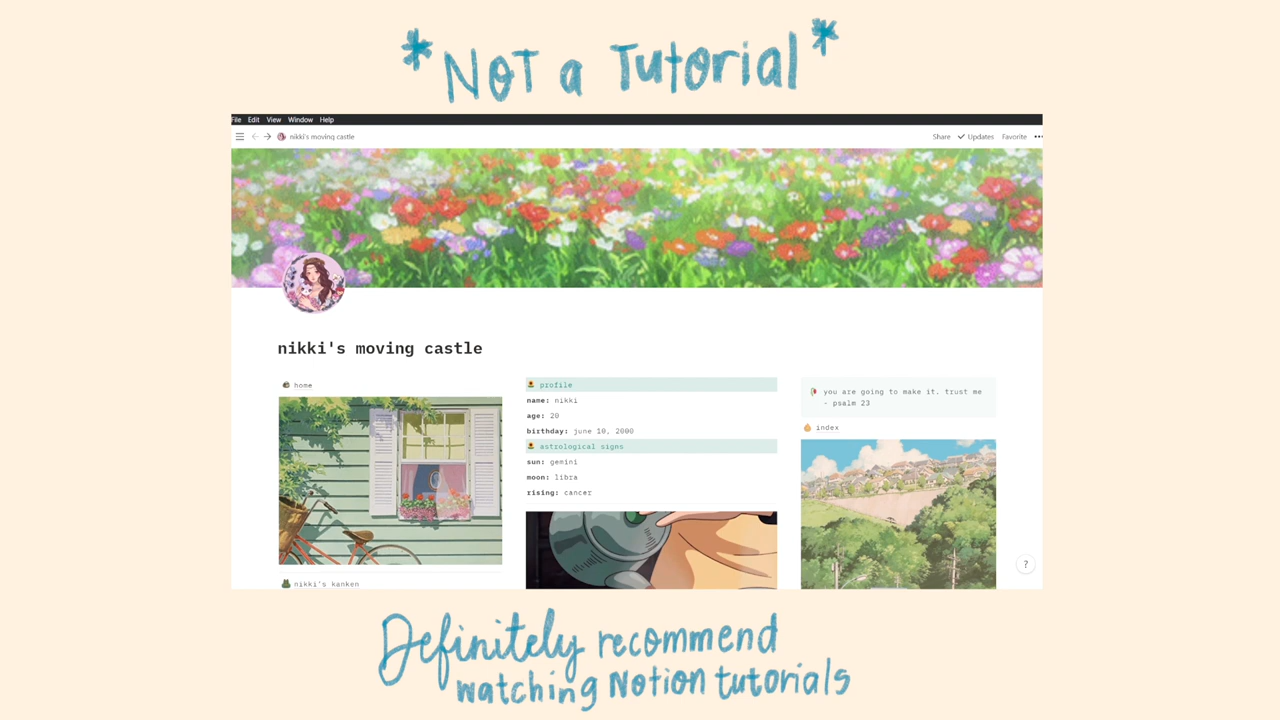 *NOT a Tutorial*
File Edit View Window Help
nikki's moving castle
Share Updates Favorite
nikki's moving castle
home
nikki's kanken
profile
name: nikki
age: 20
birthday: june 10, 2000
astrological signs
sun: gemini
moon: libra
rising: cancer
you are going to make it. trust me
- psalm 23
index
?
Definitely recommend
watching Notion tutorials